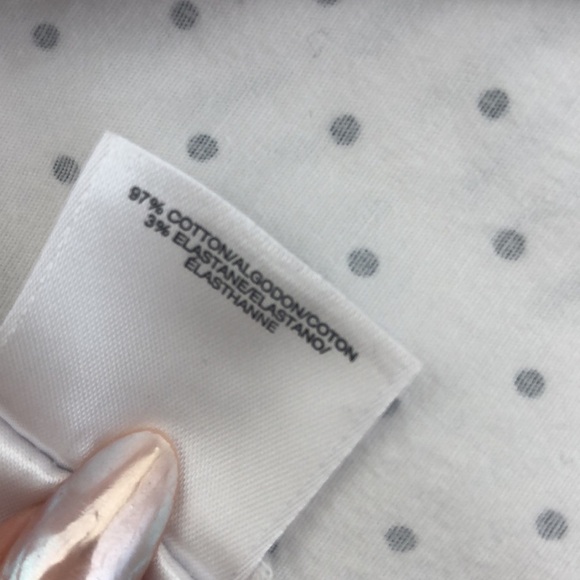 97% COTTON/ALGODON/COTON
3% ELASTANE/ELASTANO/
ÉLASTHANNE